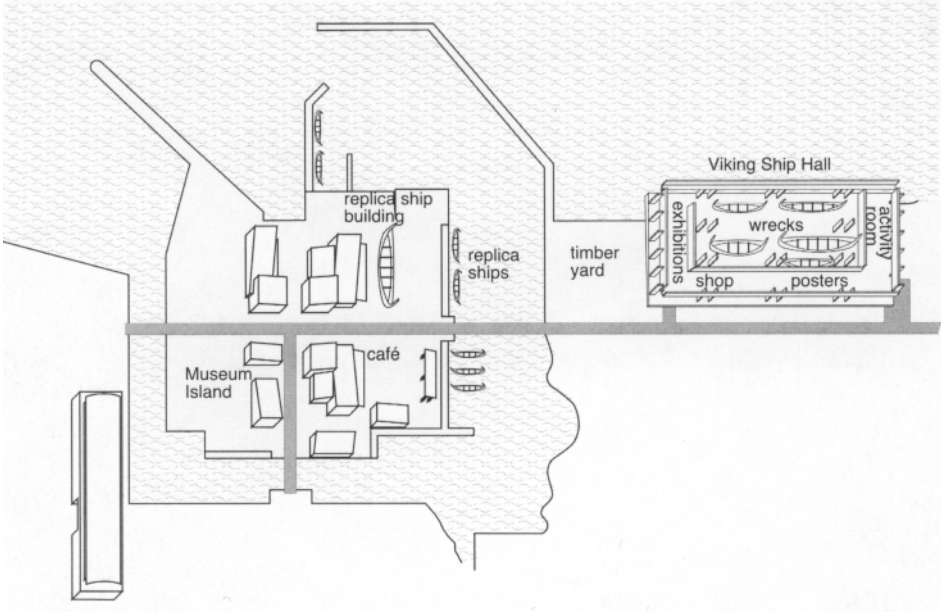 Viking Ship Hall
replica ship
building
exhibitions
wrecks
activity
room
replica
ships
timber
yard
shop
posters
café
Museum
Island